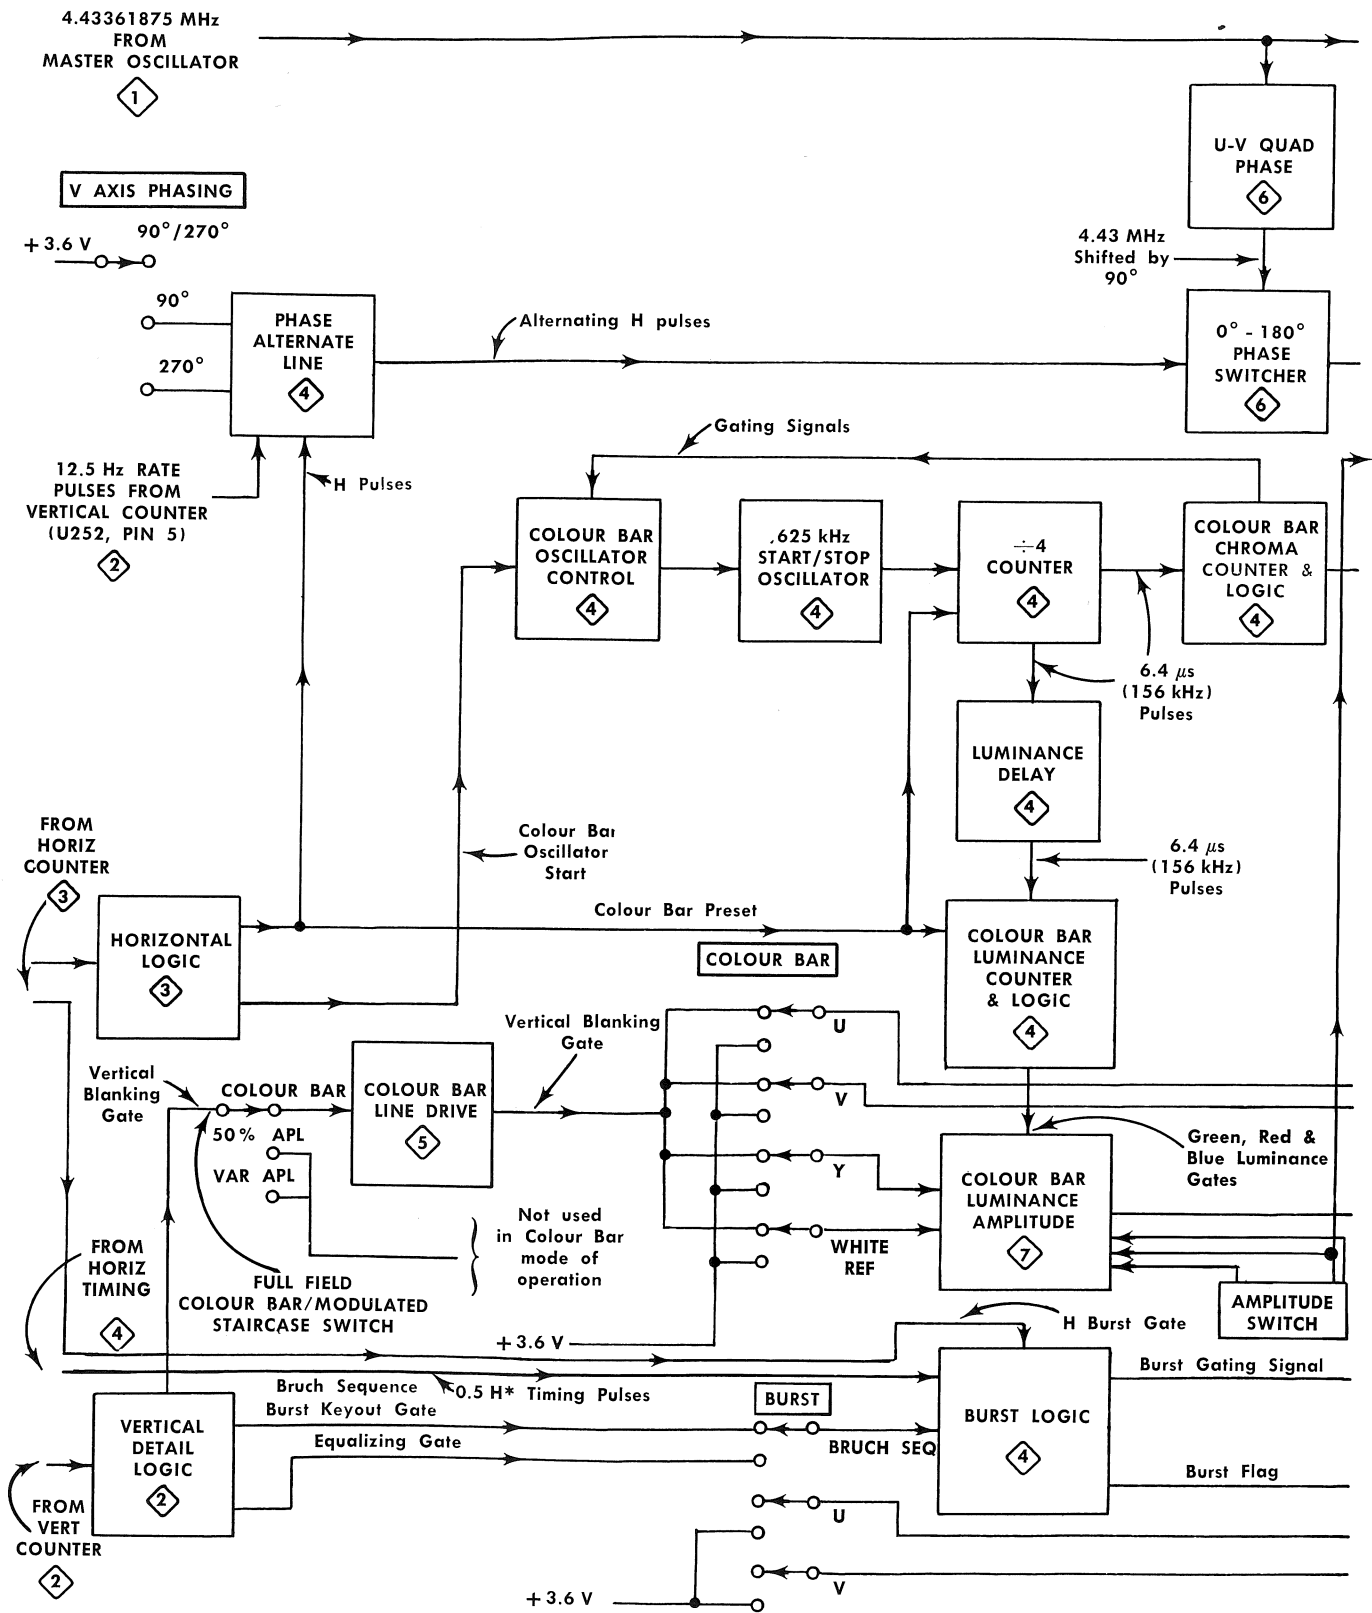 4.43361875 MHz
FROM
MASTER OSCILLATOR
1
U-V QUAD
PHASE
6
V AXIS PHASING
+3.6 V
90°/270°
90°
270°
4.43 MHz
Shifted by
90°
PHASE
ALTERNATE
LINE
4
Alternating H pulses
0° - 180°
PHASE
SWITCHER
6
12.5 Hz RATE
PULSES FROM
VERTICAL COUNTER
(U252, PIN 5)
2
H Pulses
Gating Signals
COLOUR BAR
OSCILLATOR
CONTROL
4
.625 kHz
START/STOP
OSCILLATOR
4
÷4
COUNTER
4
COLOUR BAR
CHROMA
COUNTER &
LOGIC
4
6.4 µs
(156 kHz)
Pulses
LUMINANCE
DELAY
4
6.4 µs
(156 kHz)
Pulses
FROM
HORIZ
COUNTER
3
Colour Bar
Oscillator
Start
HORIZONTAL
LOGIC
3
Colour Bar Preset
COLOUR BAR
COLOUR BAR
LUMINANCE
COUNTER
& LOGIC
4
Vertical Blanking
Gate
U
V
Y
WHITE
REF
Vertical
Blanking
Gate
COLOUR BAR
50% APL
VAR APL
COLOUR BAR
LINE DRIVE
5
Green, Red &
Blue Luminance
Gates
COLOUR BAR
LUMINANCE
AMPLITUDE
7
Not used
in Colour Bar
mode of
operation
FROM
HORIZ
TIMING
4
FULL FIELD
COLOUR BAR/MODULATED
STAIRCASE SWITCH
AMPLITUDE
SWITCH
+3.6 V
H Burst Gate
Burst Gating Signal
Bruch Sequence
Burst Keyout Gate
0.5 H* Timing Pulses
Equalizing Gate
BURST
BRUCH SEQ
BURST LOGIC
4
Burst Flag
VERTICAL
DETAIL
LOGIC
2
FROM
VERT
COUNTER
2
U
V
+3.6 V